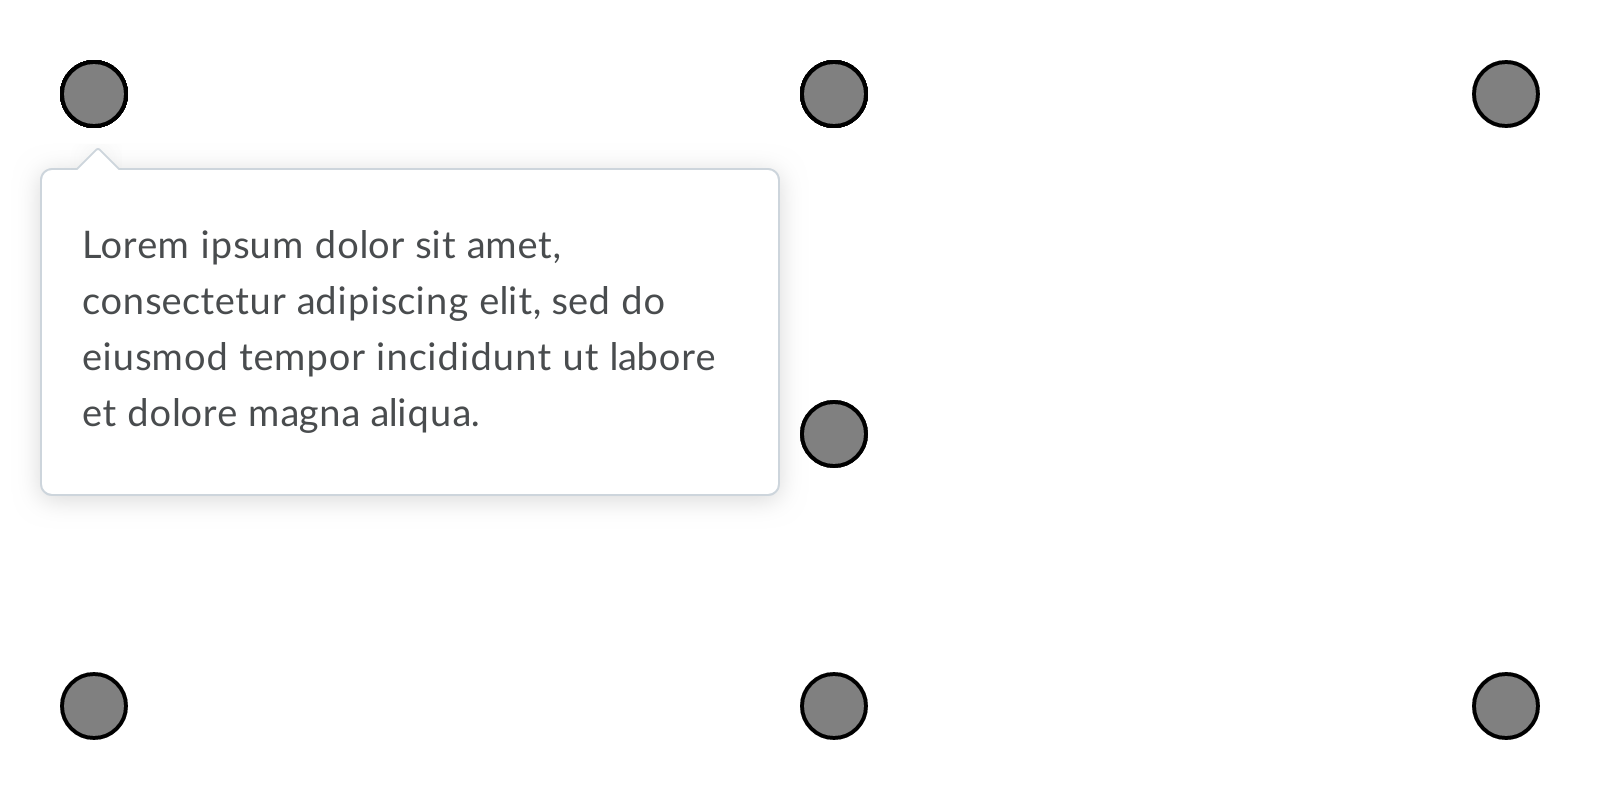 Lorem ipsum dolor sit amet,
consectetur adipiscing elit, sed do
eiusmod tempor incididunt ut labore
et dolore magna aliqua.